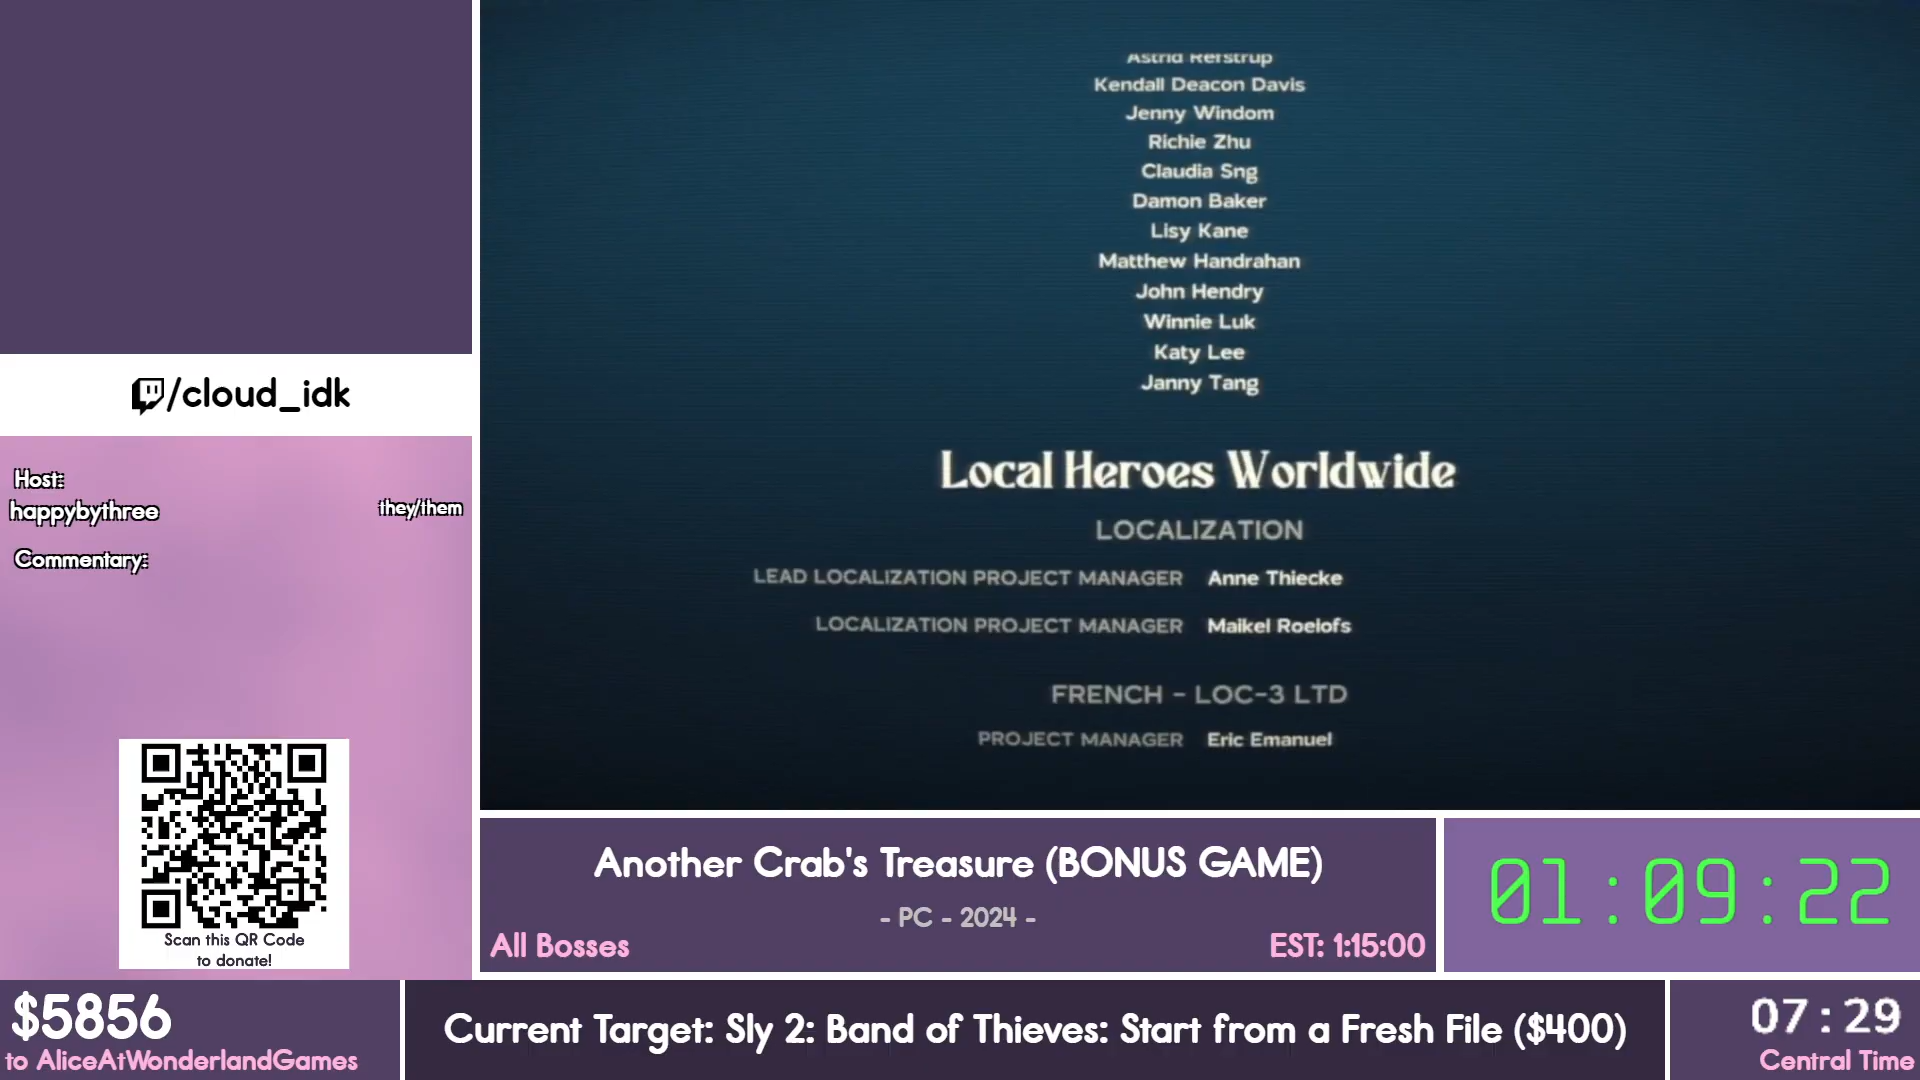 /cloud_idk
Host:
happybythree they/them
Commentary:
Scan this QR Code
to donate!
$5856
to AliceAtWonderlandGames
Kendall Deacon Davis
Jenny Windom
Richie Zhu
Claudia Sng
Damon Baker
Lisy Kane
Matthew Handrahan
John Hendry
Winnie Luk
Katy Lee
Janny Tang
Local Heroes Worldwide
LOCALIZATION
LEAD LOCALIZATION PROJECT MANAGER Anne Thiecke
LOCALIZATION PROJECT MANAGER Maikel Roelofs
FRENCH - LOC-3 LTD
PROJECT MANAGER Eric Emanuel
Another Crab's Treasure (BONUS GAME)
- PC - 2024 -
All Bosses EST: 1:15:00
01:09:22
Current Target: Sly 2: Band of Thieves: Start from a Fresh File ($400)
07:29
Central Time